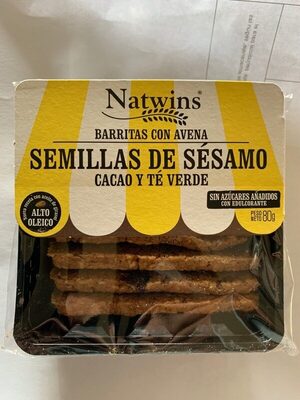 Natwins®
BARRITAS CON AVENA
SEMILLAS DE SÉSAMO
CACAO Y TÉ VERDE
SIN AZÚCARES AÑADIDOS
CON EDULCORANTE
PESO
NETO 80g
ALTO
OLEICO